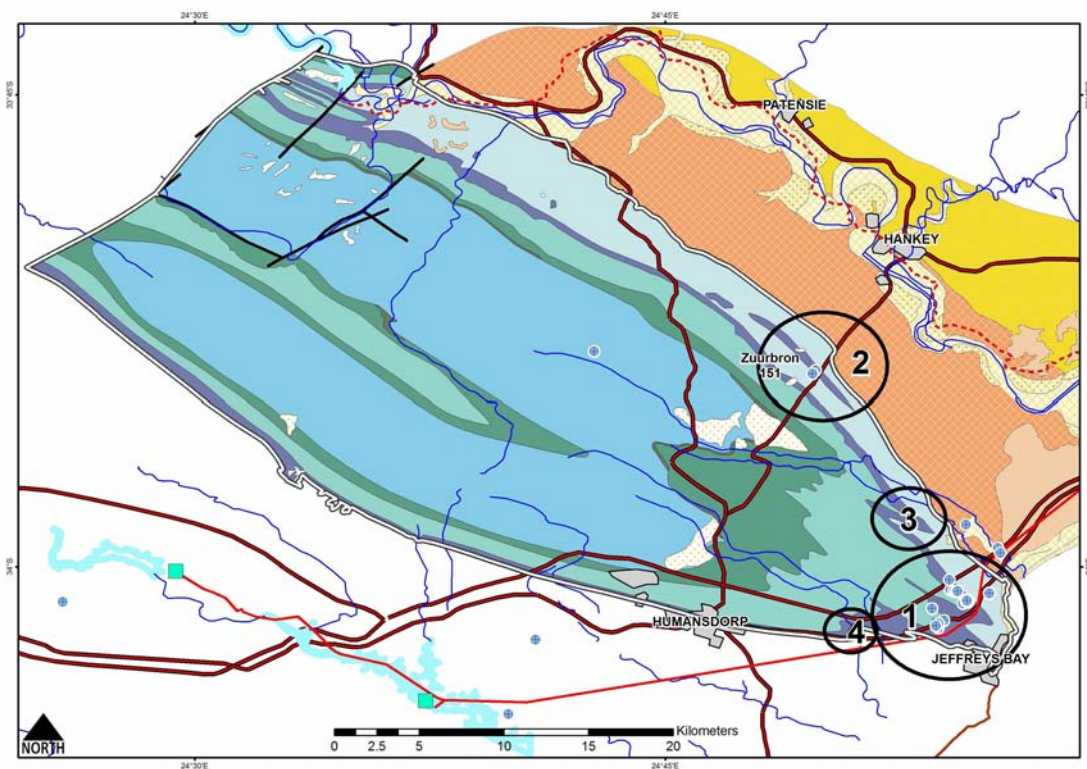 24°30'E
24°45'E
33°45'S
PATENSIE
HANKEY
Zuurbron
151
2
3
34°S
1
4
HUMANSDORP
JEFFREYS BAY
NORTH
Kilometers
0 2.5 5 10 15 20
24°30'E
24°45'E